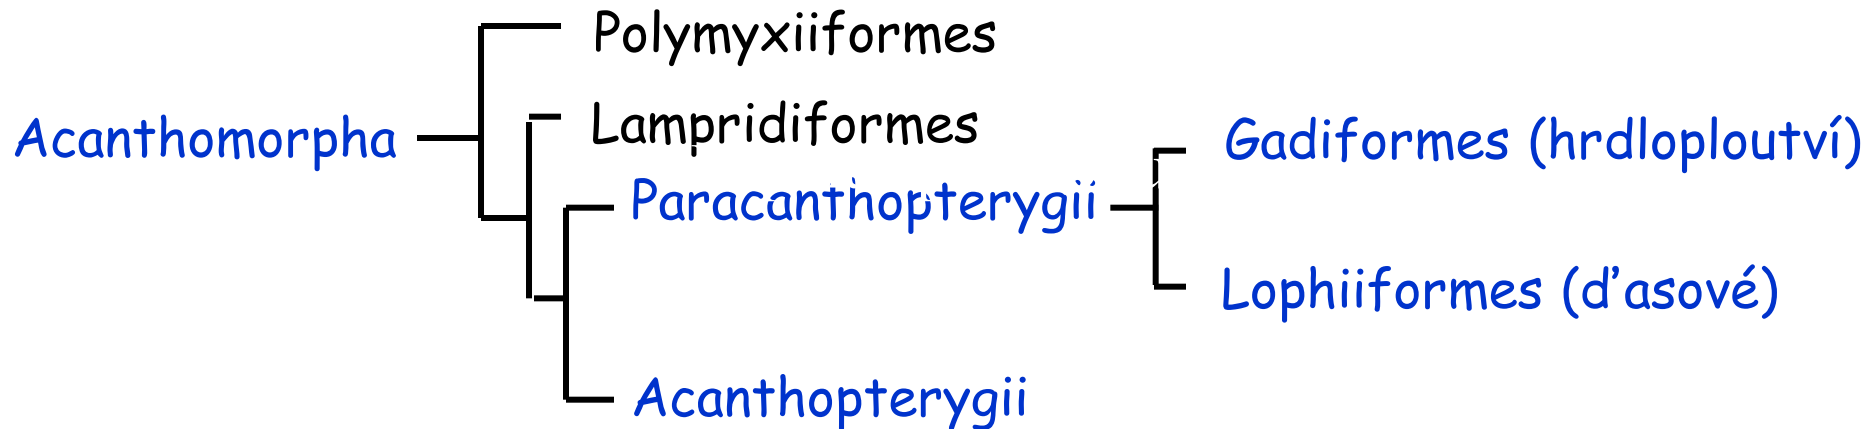 Polymyxiiformes
Acanthomorpha
Lampridiformes
Gadiformes (hrdloploutví)
Paracanthopterygii
Lophiiformes (ďasové)
Acanthopterygii